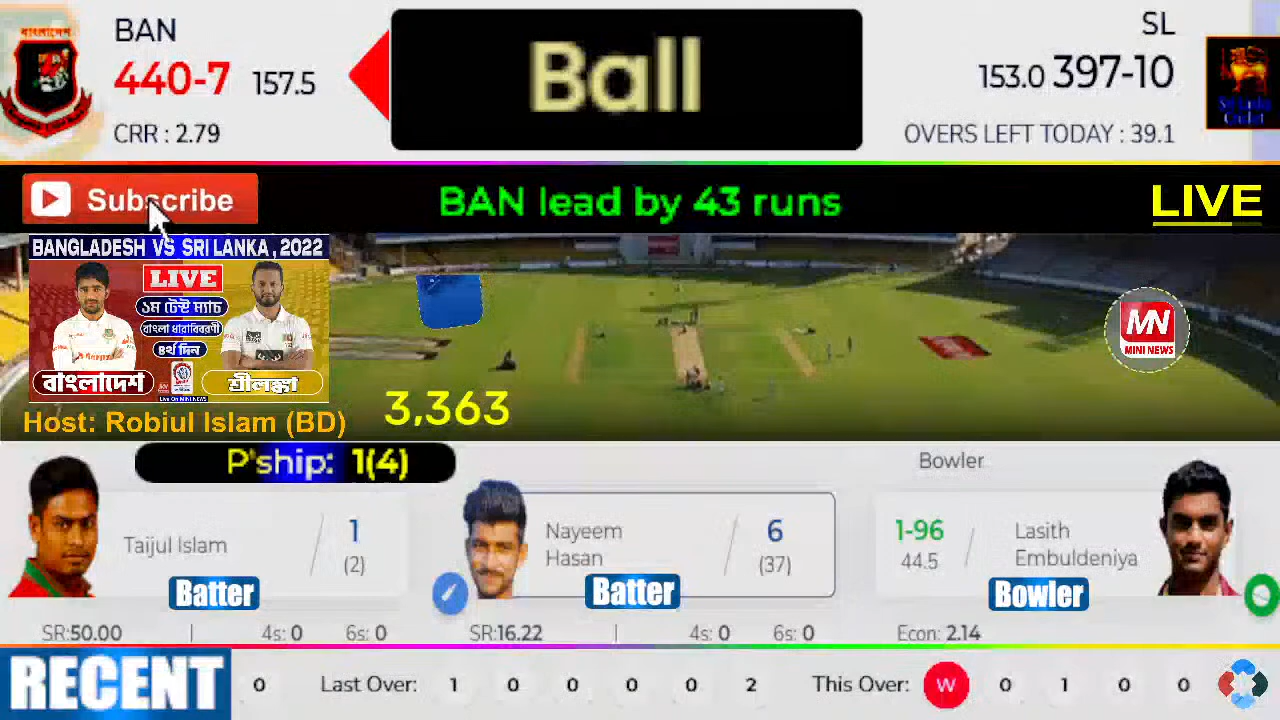 BAN
440-7 157.5
CRR : 2.79
Ball
SL
153.0 397-10
OVERS LEFT TODAY : 39.1
Subscribe
BAN lead by 43 runs
LIVE
BANGLADESH VS SRI LANKA, 2022
LIVE
১ম টেস্ট ম্যাচ
বাংলা ধারাবিবরণী
৪র্থ দিন
বাংলাদেশ
শ্রীলঙ্কা
Live On MINI NEWS
Host: Robiul Islam (BD)
3,363
MN
MINI NEWS
P'ship: 1(4)
Bowler
Taijul Islam
1
(2)
Batter
Nayeem
Hasan
6
(37)
Batter
1-96
44.5
Lasith
Embuldeniya
Bowler
SR:50.00 | 4s: 0 6s: 0
SR:16.22 | 4s: 0 6s: 0
Econ: 2.14
RECENT
0 Last Over: 1 0 0 0 0 2 This Over: W 0 1 0 0